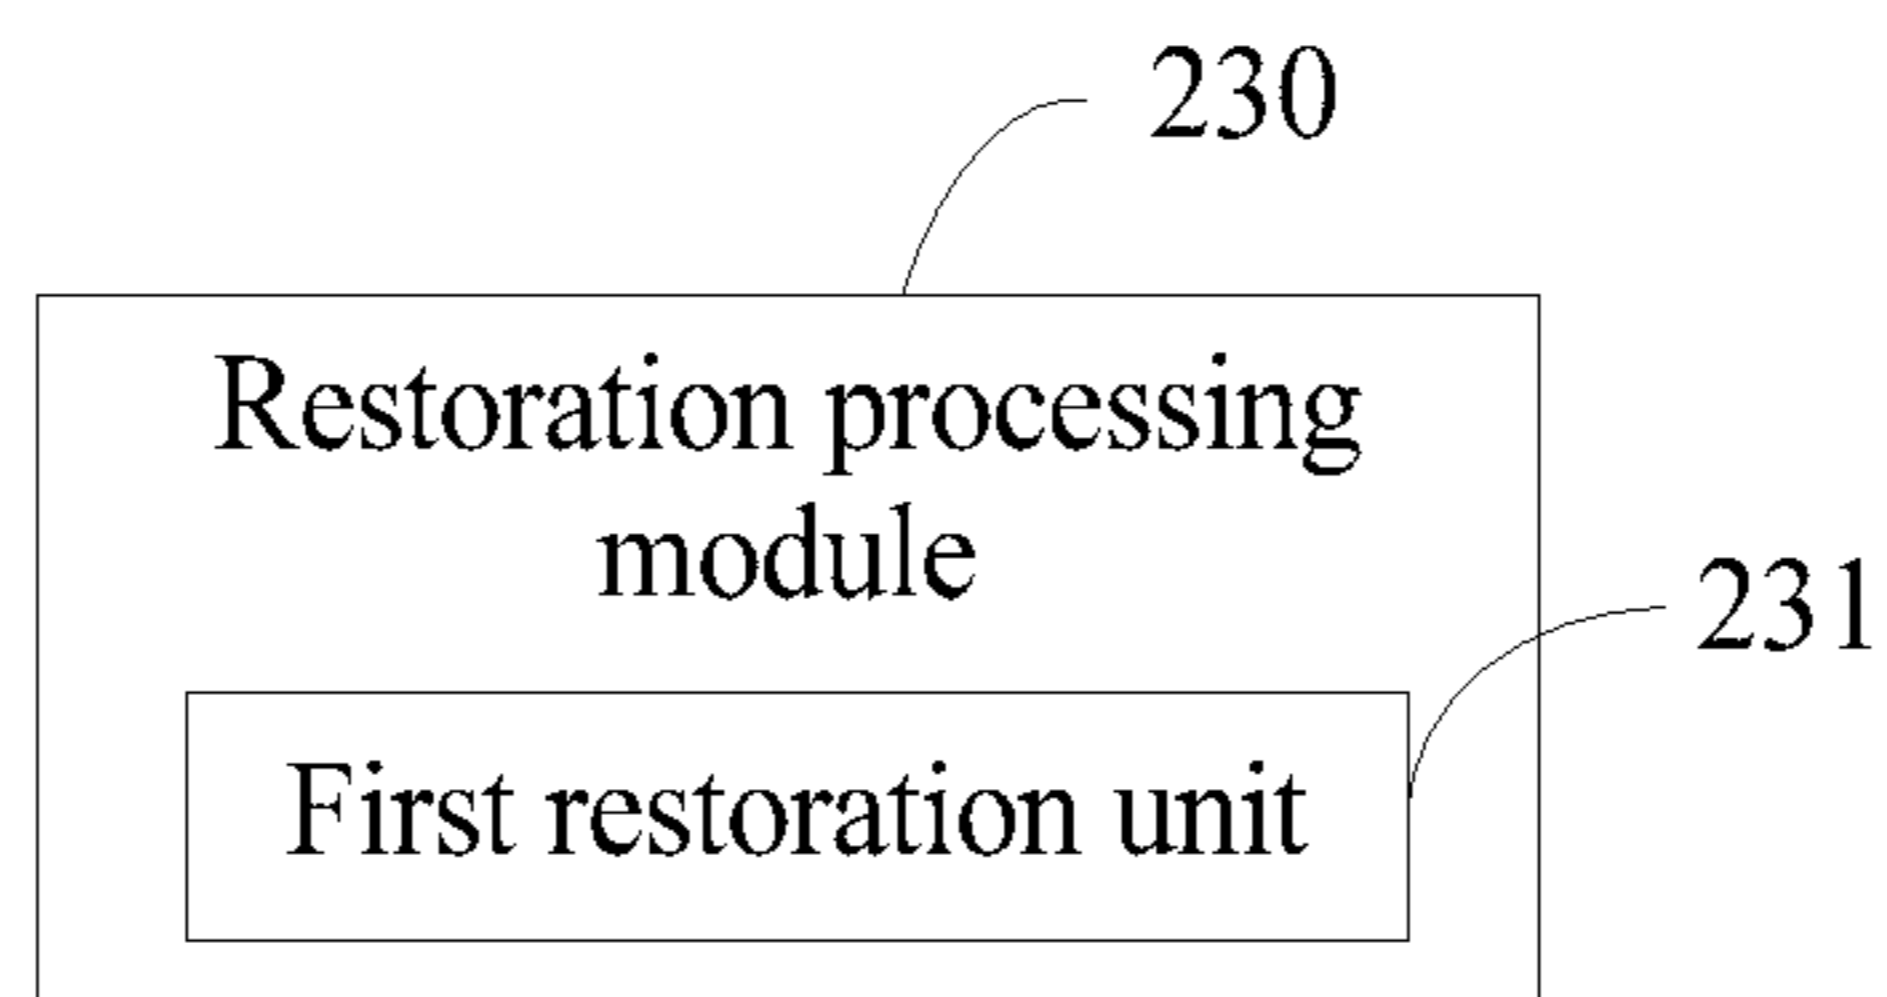 230
Restoration processing
module
231
First restoration unit